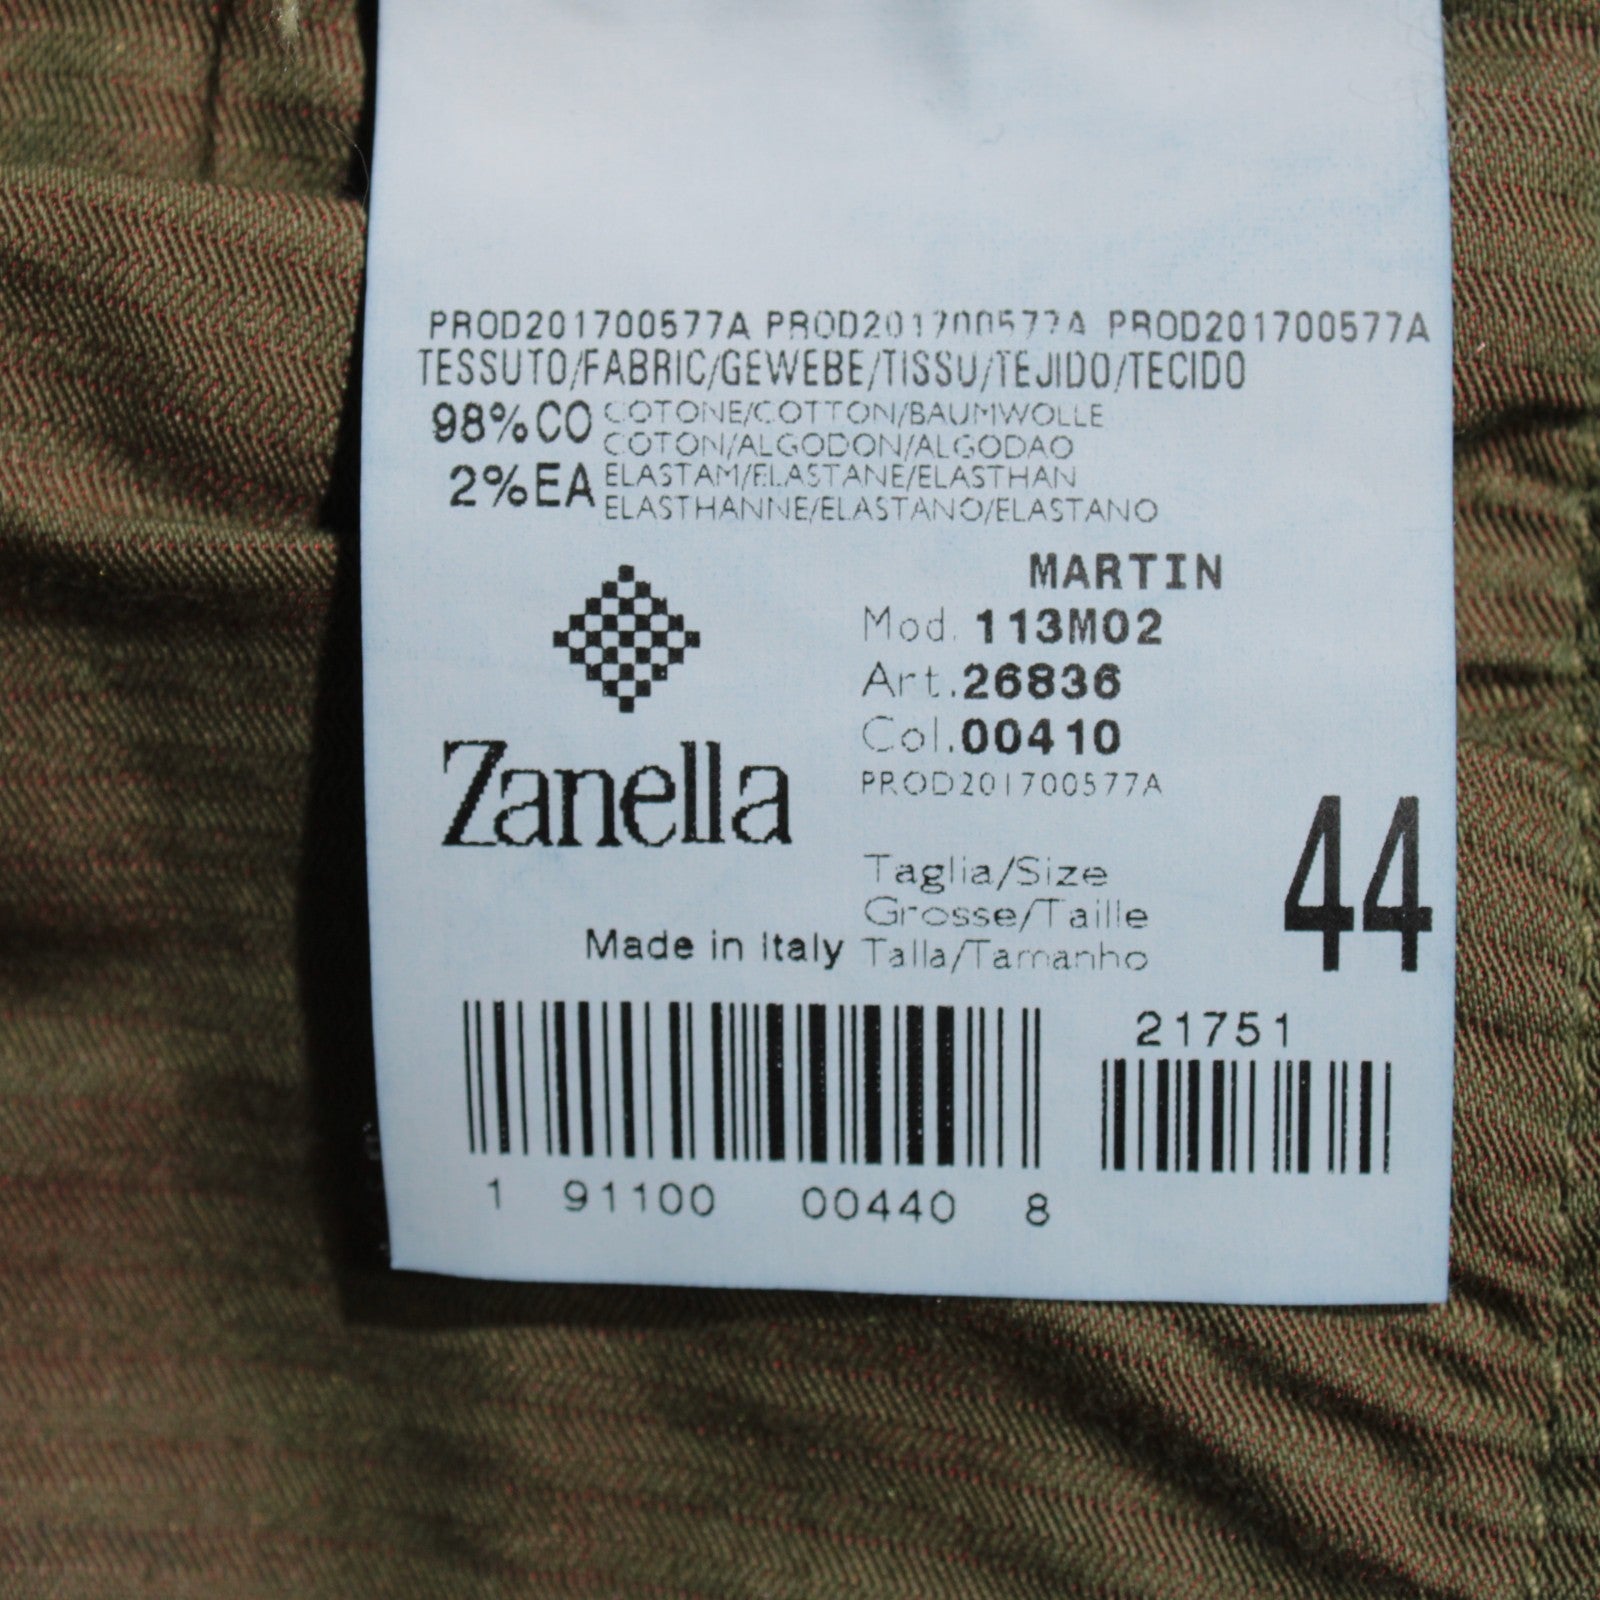 PROD201700577A PROD201700577A PROD201700577A
TESSUTO/FABRIC/GEWEBE/TISSU/TEJIDO/TECIDO
98%CO COTONE/COTTON/BAUMWOLLE
COTON/ALGODON/ALGODAO
2%EA ELASTAM/ELASTANE/ELASTHAN
ELASTHANNE/ELASTANO/ELASTANO
MARTIN
Mod. 113M02
Art.26836
Col.00410
PROD201700577A
Zanella
Made in Italy
Taglia/Size
Grosse/Taille
Talla/Tamanho
44
21751
1 91100 00440 8